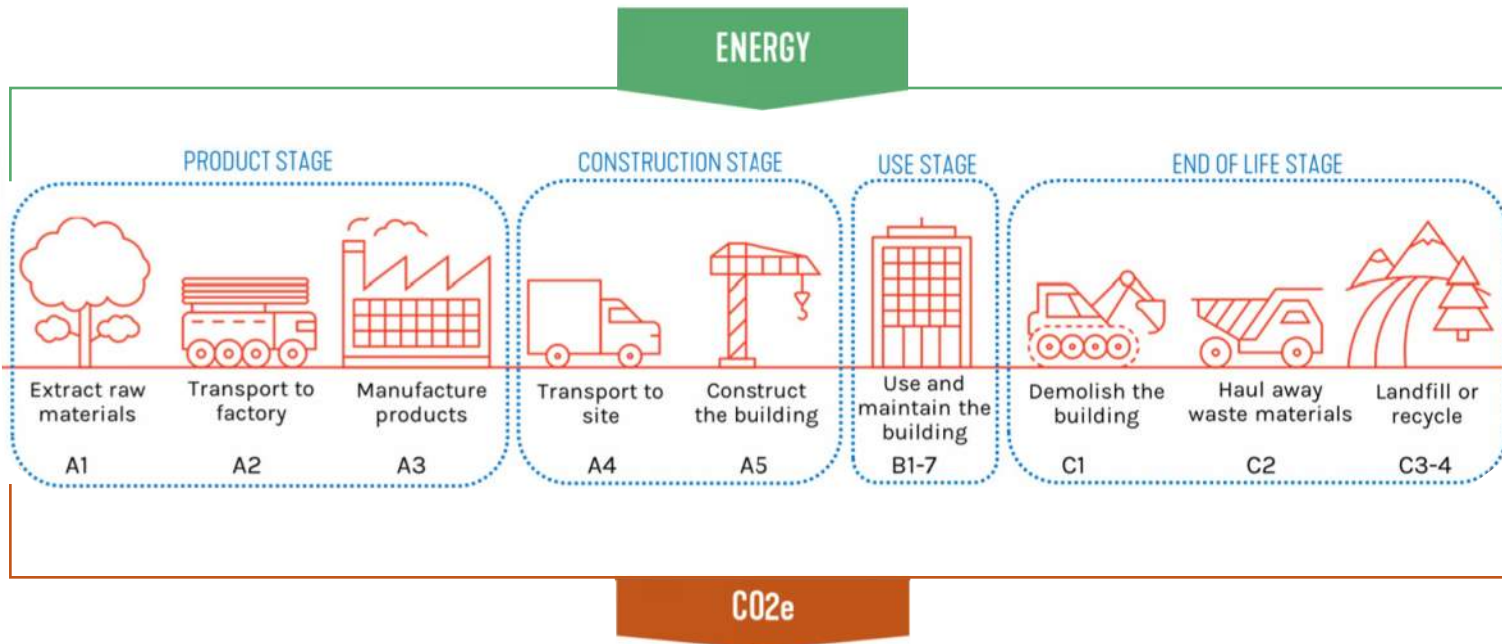 ENERGY
PRODUCT STAGE
CONSTRUCTION STAGE
USE STAGE
END OF LIFE STAGE
Extract raw
materials
A1
Transport to
factory
A2
Manufacture
products
A3
Transport to
site
A4
Construct
the building
A5
Use and
maintain the
building
B1-7
Demolish the
building
C1
Haul away
waste materials
C2
Landfill or
recycle
C3-4
CO2e